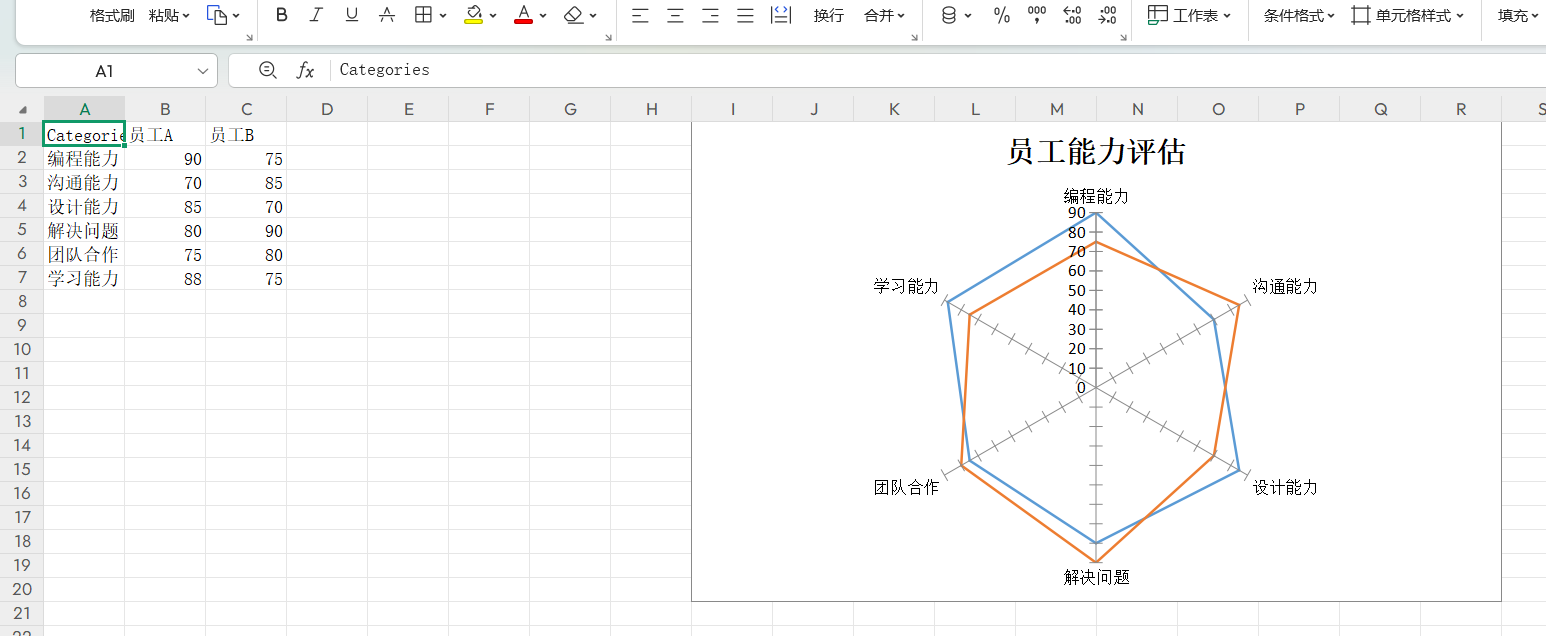 格式刷 粘贴 B I U A A 换行 合并 % 000 ←0 .00 .00 →0 工作表 条件格式 单元格样式 填充
A1 fx Categories
A B C D E F G H I J K L M N O P Q R S
1 Categorie 员工A 员工B
2 编程能力 90 75
3 沟通能力 70 85
4 设计能力 85 70
5 解决问题 80 90
6 团队合作 75 80
7 学习能力 88 75
8
9
10
11
12
13
14
15
16
17
18
19
20
21
22
员工能力评估
编程能力
90
80
70
60
50
40
30
20
10
0
学习能力 沟通能力
团队合作 设计能力
解决问题